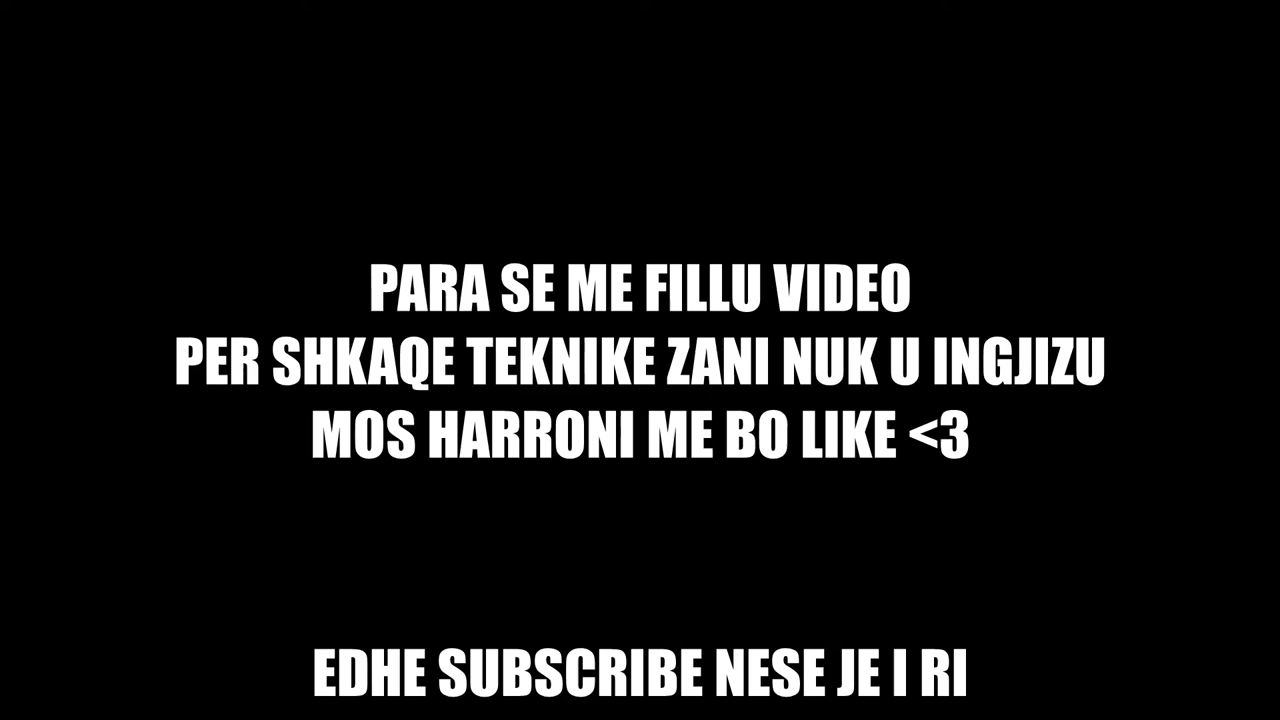 PARA SE ME FILLU VIDEO
PER SHKAQE TEKNIKE ZANI NUK U INGJIZU
MOS HARRONI ME BO LIKE <3
EDHE SUBSCRIBE NESE JE I RI